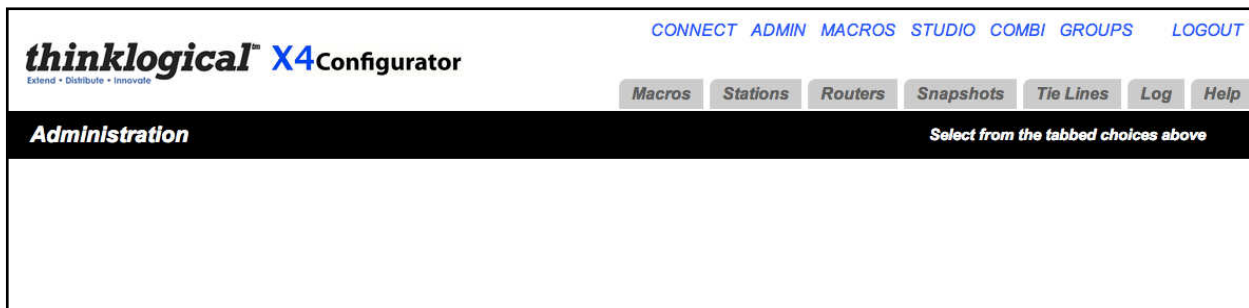 CONNECT ADMIN MACROS STUDIO COMBI GROUPS LOGOUT
thinklogical™ X4Configurator
Extend • Distribute • Innovate
Macros Stations Routers Snapshots Tie Lines Log Help
Administration Select from the tabbed choices above